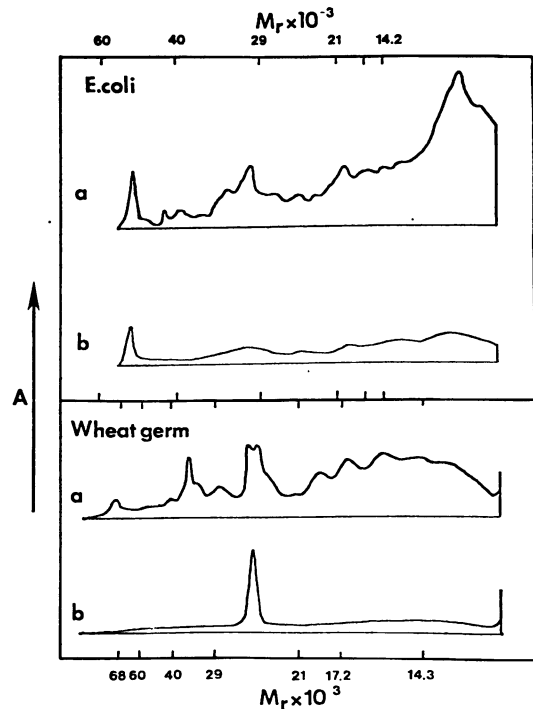 Mr×10-3
60 40 29 21 14.2
E.coli
a
b
A
Wheat germ
a
b
68 60 40 29 21 17.2 14.3
Mr×103